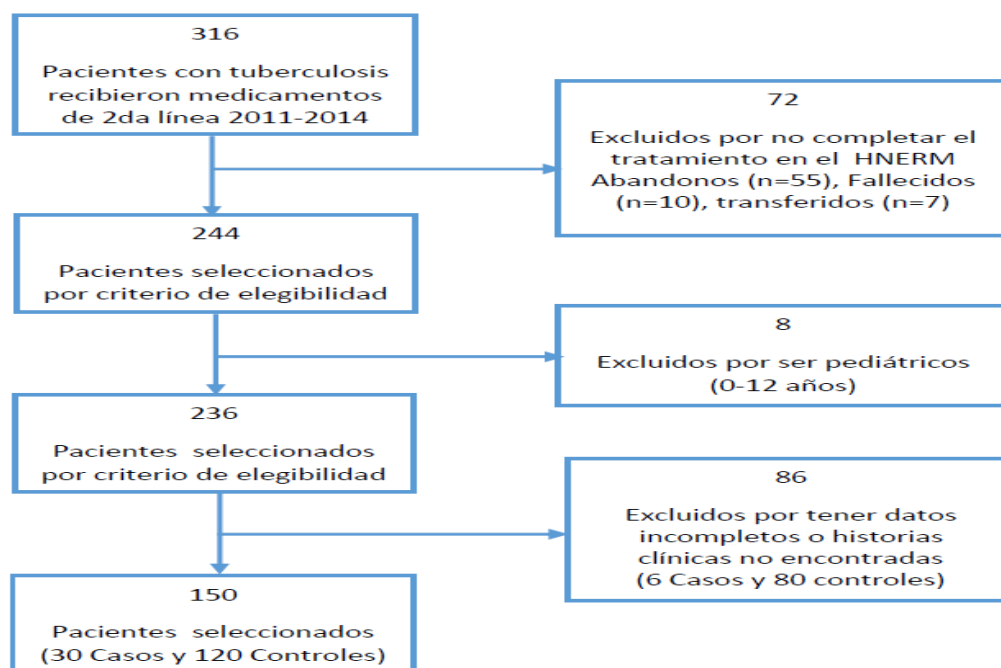 316
Pacientes con tuberculosis
recibieron medicamentos
de 2da línea 2011-2014
72
Excluidos por no completar el
tratamiento en el HNERM
Abandonos (n=55), Fallecidos
(n=10), transferidos (n=7)
244
Pacientes seleccionados
por criterio de elegibilidad
8
Excluidos por ser pediátricos
(0-12 años)
236
Pacientes seleccionados
por criterio de elegibilidad
86
Excluidos por tener datos
incompletos o historias
clínicas no encontradas
(6 Casos y 80 controles)
150
Pacientes seleccionados
(30 Casos y 120 Controles)